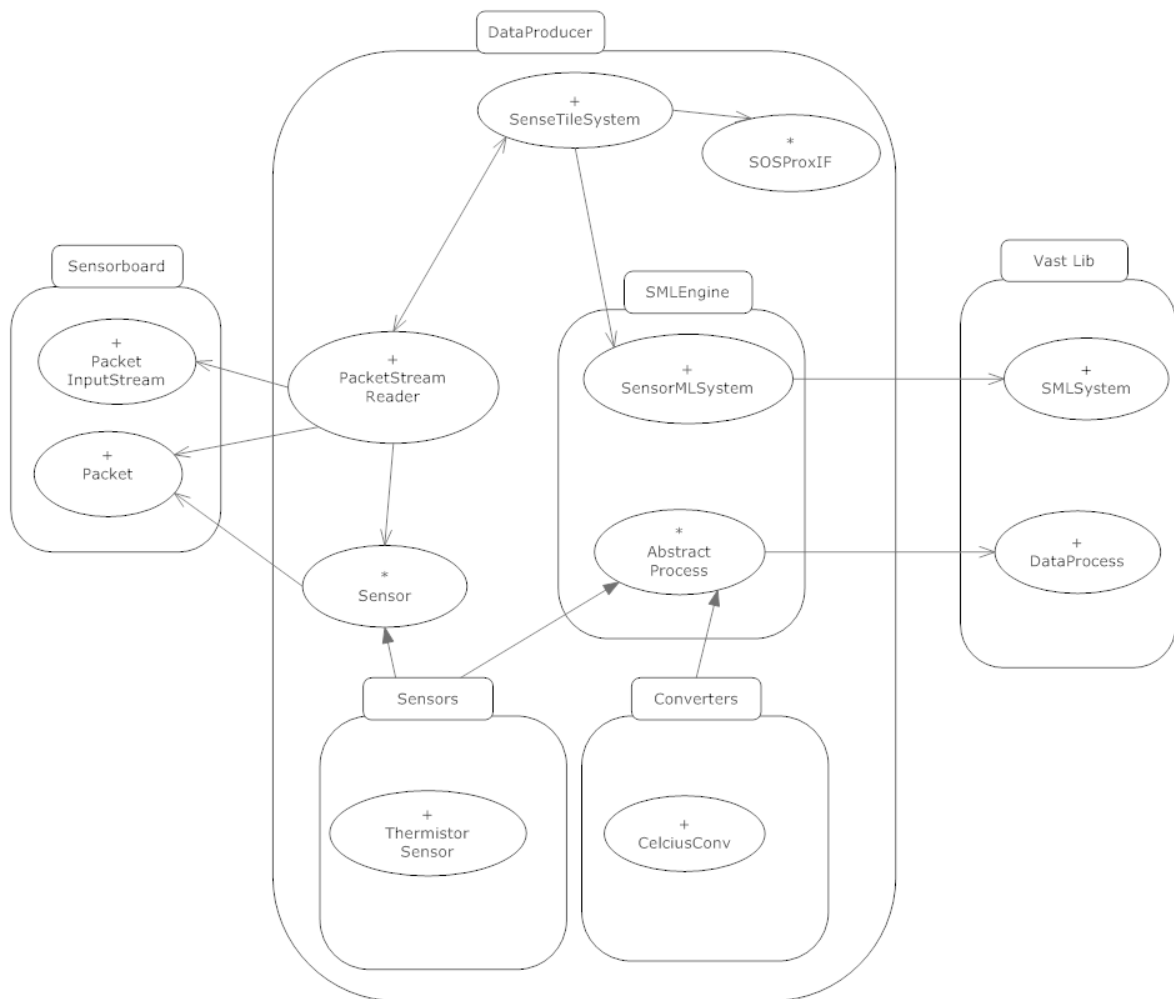 DataProducer
+
SenseTileSystem
*
SOSProxIF
Sensorboard
Vast Lib
SMLEngine
+
Packet
InputStream
+
PacketStream
Reader
+
SensorMLSystem
+
SMLSystem
+
Packet
*
Sensor
*
Abstract
Process
+
DataProcess
Sensors
Converters
+
Thermistor
Sensor
+
CelciusConv